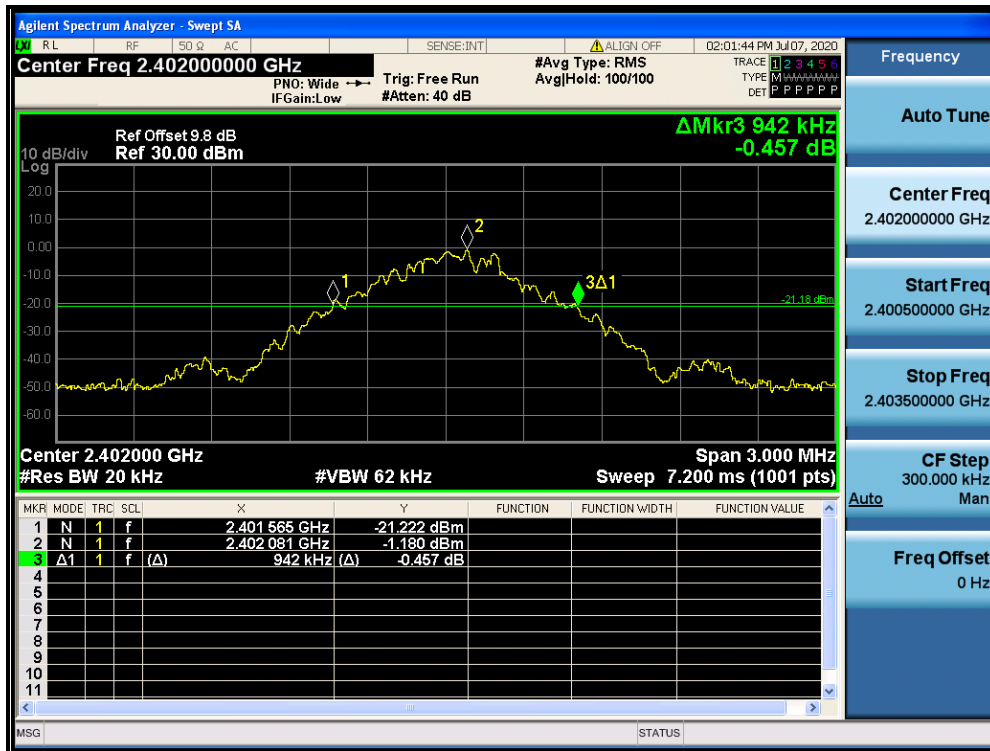 Agilent Spectrum Analyzer - Swept SA
LXI RL RF 50 Ω AC SENSE:INT ALIGN OFF 02:01:44 PM Jul 07, 2020
Center Freq 2.402000000 GHz
PNO: Wide
IFGain:Low
Trig: Free Run
#Atten: 40 dB
#Avg Type: RMS
Avg|Hold: 100/100
TRACE 1 2 3 4 5 6
TYPE M
DET P P P P P P
Ref Offset 9.8 dB
10 dB/div Ref 30.00 dBm
Log
ΔMkr3 942 kHz
-0.457 dB
20.0
10.0
0.00
-10.0
-20.0
-30.0
-40.0
-50.0
-60.0
1
2
3Δ1
-21.18 dBm
Center 2.402000 GHz Span 3.000 MHz
#Res BW 20 kHz #VBW 62 kHz Sweep 7.200 ms (1001 pts)
MKR MODE TRC SCL X Y FUNCTION FUNCTION WIDTH FUNCTION VALUE
1 N 1 f 2.401 565 GHz -21.222 dBm
2 N 1 f 2.402 081 GHz -1.180 dBm
3 Δ1 1 f (Δ) 942 kHz (Δ) -0.457 dB
4
5
6
7
8
9
10
11
MSG STATUS
Frequency
Auto Tune
Center Freq
2.402000000 GHz
Start Freq
2.400500000 GHz
Stop Freq
2.403500000 GHz
CF Step
300.000 kHz
Auto Man
Freq Offset
0 Hz